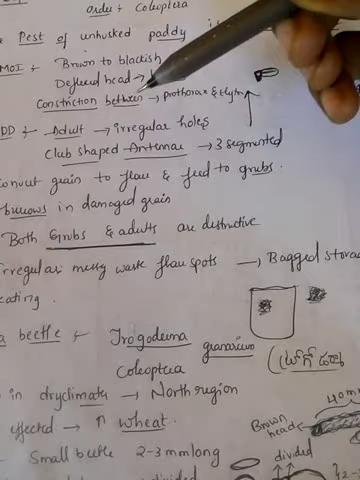 order: Coleoptera
Pest of unhusked paddy is
MOI :- Brown to blackish
Deflexed head →
Constriction between → Prothorax & Elytra
DD :- Adult → irregular holes
Club shaped Antennae → 3 segmented
Convert grain to flour & feed to grubs.
burrows in damaged grain
Both Grubs & adults are destructive
irregular messy waste flour spots → Bagged storage
eating.
a beetle :- Trogoderma granarium
Coleoptera
in dryclimate → North region
effected → ↑ wheat.
Brown head
40 m
Small beetle 2-3 mm long
divided